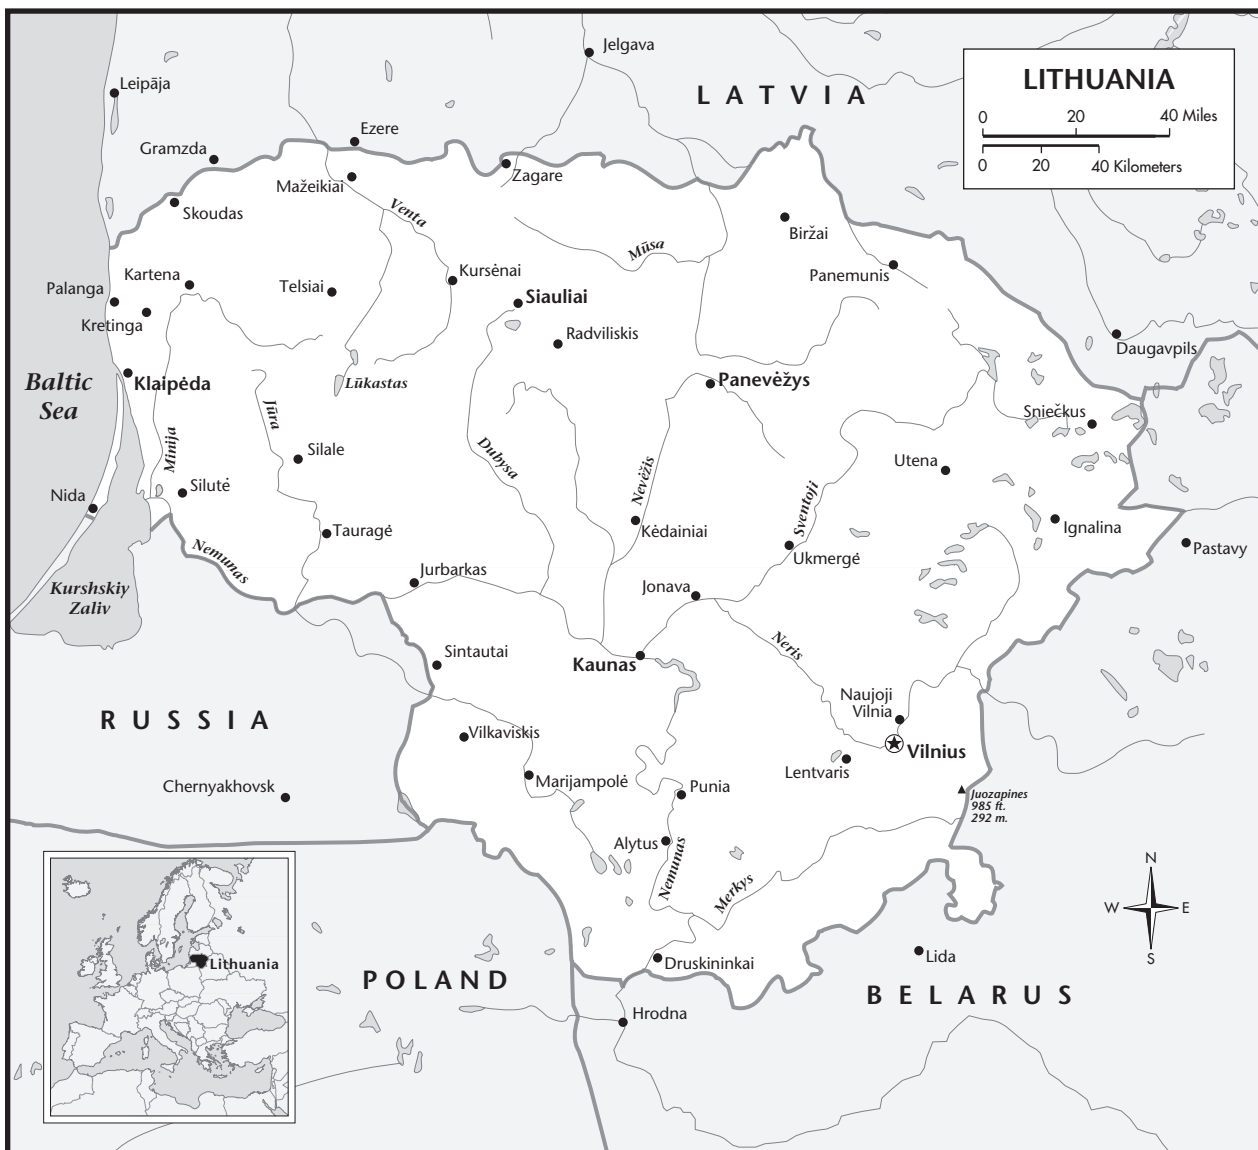 Jelgava
LATVIA
LITHUANIA
0 20 40 Miles
0 20 40 Kilometers
Leipāja
Ezere
Gramzda
Zagare
Mažeikiai
Skoudas
Venta
Mūsa
Biržai
Panemunis
Kartena
Telsiai
Kursėnai
Palanga
Siauliai
Kretinga
Radviliskis
Daugavpils
Baltic
Sea
Klaipėda
Lūkastas
Panevėžys
Jūra
Sniečkus
Minija
Silale
Dubysa
Nevėžis
Sventoji
Utena
Nida
Silutė
Tauragė
Kėdainiai
Ukmergė
Ignalina
Pastavy
Nemunas
Kurshskiy
Zaliv
Jurbarkas
Jonava
Sintautai
Kaunas
Neris
RUSSIA
Naujoji
Vilnia
Vilkaviskis
Vilnius
Lentvaris
Chernyakhovsk
Marijampolė
Punia
Juozapines
985 ft.
292 m.
Alytus
Nemunas
Merkys
N
W E
S
Lithuania
POLAND
Druskininkai
Lida
BELARUS
Hrodna